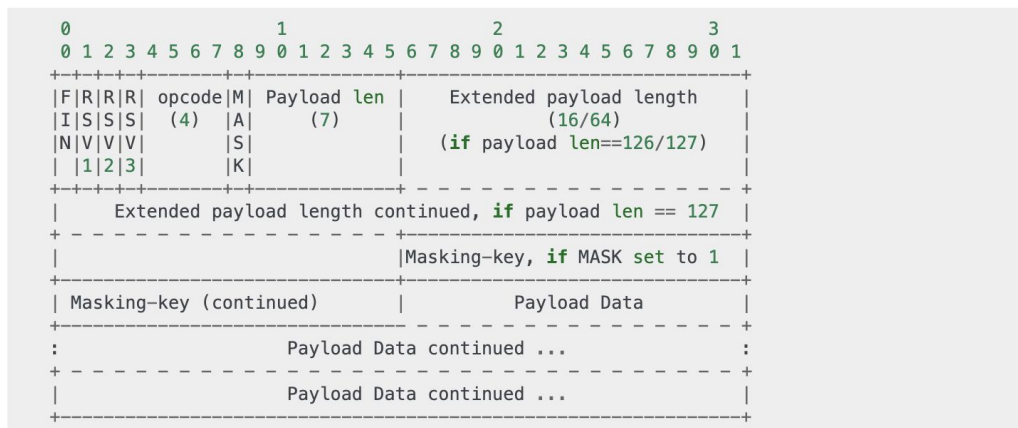 0                   1                   2                   3
 0 1 2 3 4 5 6 7 8 9 0 1 2 3 4 5 6 7 8 9 0 1 2 3 4 5 6 7 8 9 0 1
+-+-+-+-+-------+-+-------------+-------------------------------+
|F|R|R|R| opcode|M| Payload len |    Extended payload length    |
|I|S|S|S|  (4)  |A|     (7)     |             (16/64)           |
|N|V|V|V|       |S|             |   (if payload len==126/127)   |
| |1|2|3|       |K|             |                               |
+-+-+-+-+-------+-+-------------+ - - - - - - - - - - - - - - - +
|     Extended payload length continued, if payload len == 127  |
+ - - - - - - - - - - - - - - - +-------------------------------+
|                               |Masking-key, if MASK set to 1  |
+-------------------------------+-------------------------------+
| Masking-key (continued)       |          Payload Data         |
+-------------------------------- - - - - - - - - - - - - - - - +
:                     Payload Data continued ...                :
+ - - - - - - - - - - - - - - - - - - - - - - - - - - - - - - - +
|                     Payload Data continued ...                |
+---------------------------------------------------------------+